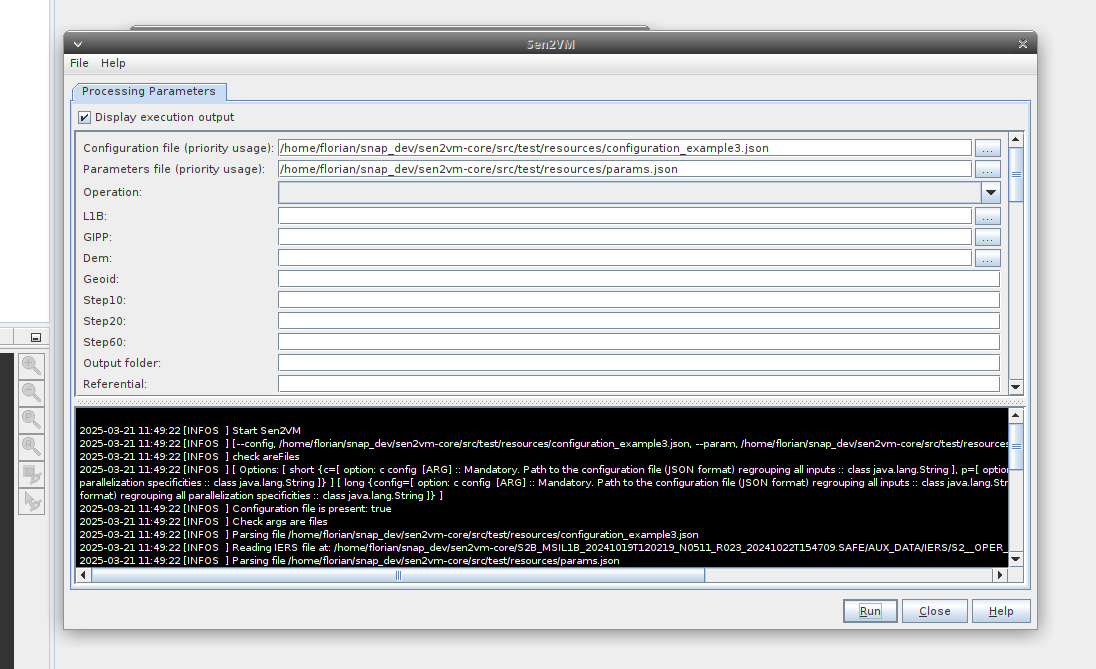 Sen2VM
File Help
Processing Parameters
Display execution output
Configuration file (priority usage): /home/florian/snap_dev/sen2vm-core/src/test/resources/configuration_example3.json ...
Parameters file (priority usage): /home/florian/snap_dev/sen2vm-core/src/test/resources/params.json ...
Operation:
L1B: ...
GIPP: ...
Dem: ...
Geoid:
Step10:
Step20:
Step60:
Output folder:
Referential:
2025-03-21 11:49:22 [INFOS ] Start Sen2VM
2025-03-21 11:49:22 [INFOS ] [--config, /home/florian/snap_dev/sen2vm-core/src/test/resources/configuration_example3.json, --param, /home/florian/snap_dev/sen2vm-core/src/test/resources
2025-03-21 11:49:22 [INFOS ] check areFiles
2025-03-21 11:49:22 [INFOS ] [ Options: [ short {c=[ option: c config [ARG] :: Mandatory. Path to the configuration file (JSON format) regrouping all inputs :: class java.lang.String ], p=[ optio
parallelization specificities :: class java.lang.String ]} ] [ long {config=[ option: c config [ARG] :: Mandatory. Path to the configuration file (JSON format) regrouping all inputs :: class java.lang.Str
format) regrouping all parallelization specificities :: class java.lang.String ]} ]
2025-03-21 11:49:22 [INFOS ] Configuration file is present: true
2025-03-21 11:49:22 [INFOS ] Check args are files
2025-03-21 11:49:22 [INFOS ] Parsing file /home/florian/snap_dev/sen2vm-core/src/test/resources/configuration_example3.json
2025-03-21 11:49:22 [INFOS ] Reading IERS file at: /home/florian/snap_dev/sen2vm-core/S2B_MSIL1B_20241019T120219_N0511_R023_20241022T154709.SAFE/AUX_DATA/IERS/S2__OPER_
2025-03-21 11:49:22 [INFOS ] Parsing file /home/florian/snap_dev/sen2vm-core/src/test/resources/params.json
Run Close Help